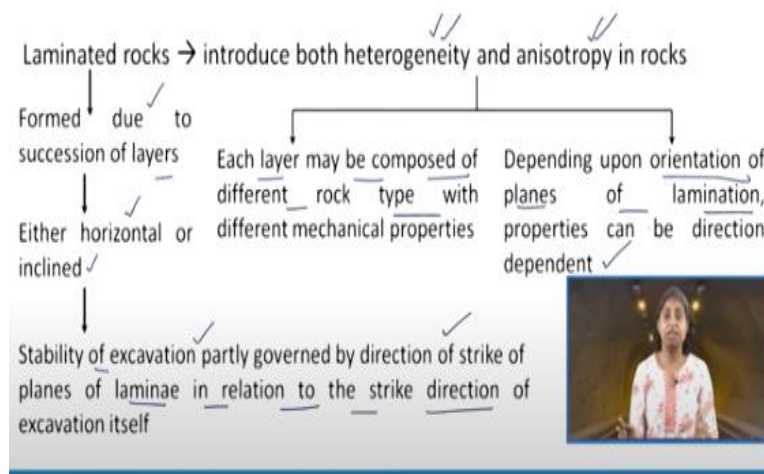 Laminated rocks → introduce both heterogeneity and anisotropy in rocks
Formed due to
succession of layers
Either horizontal or
inclined
Each layer may be composed of
different rock type with
different mechanical properties
Depending upon orientation of
planes of lamination,
properties can be direction
dependent
Stability of excavation partly governed by direction of strike of
planes of laminae in relation to the strike direction of
excavation itself